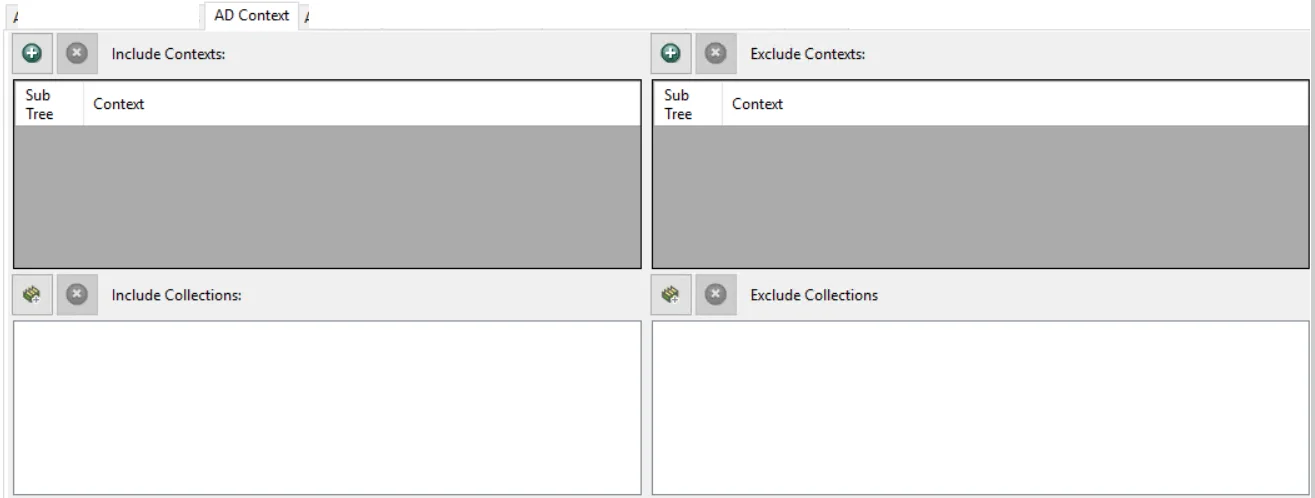 AD Context
Include Contexts:
Exclude Contexts:
Sub
Tree
Context
Sub
Tree
Context
Include Collections:
Exclude Collections